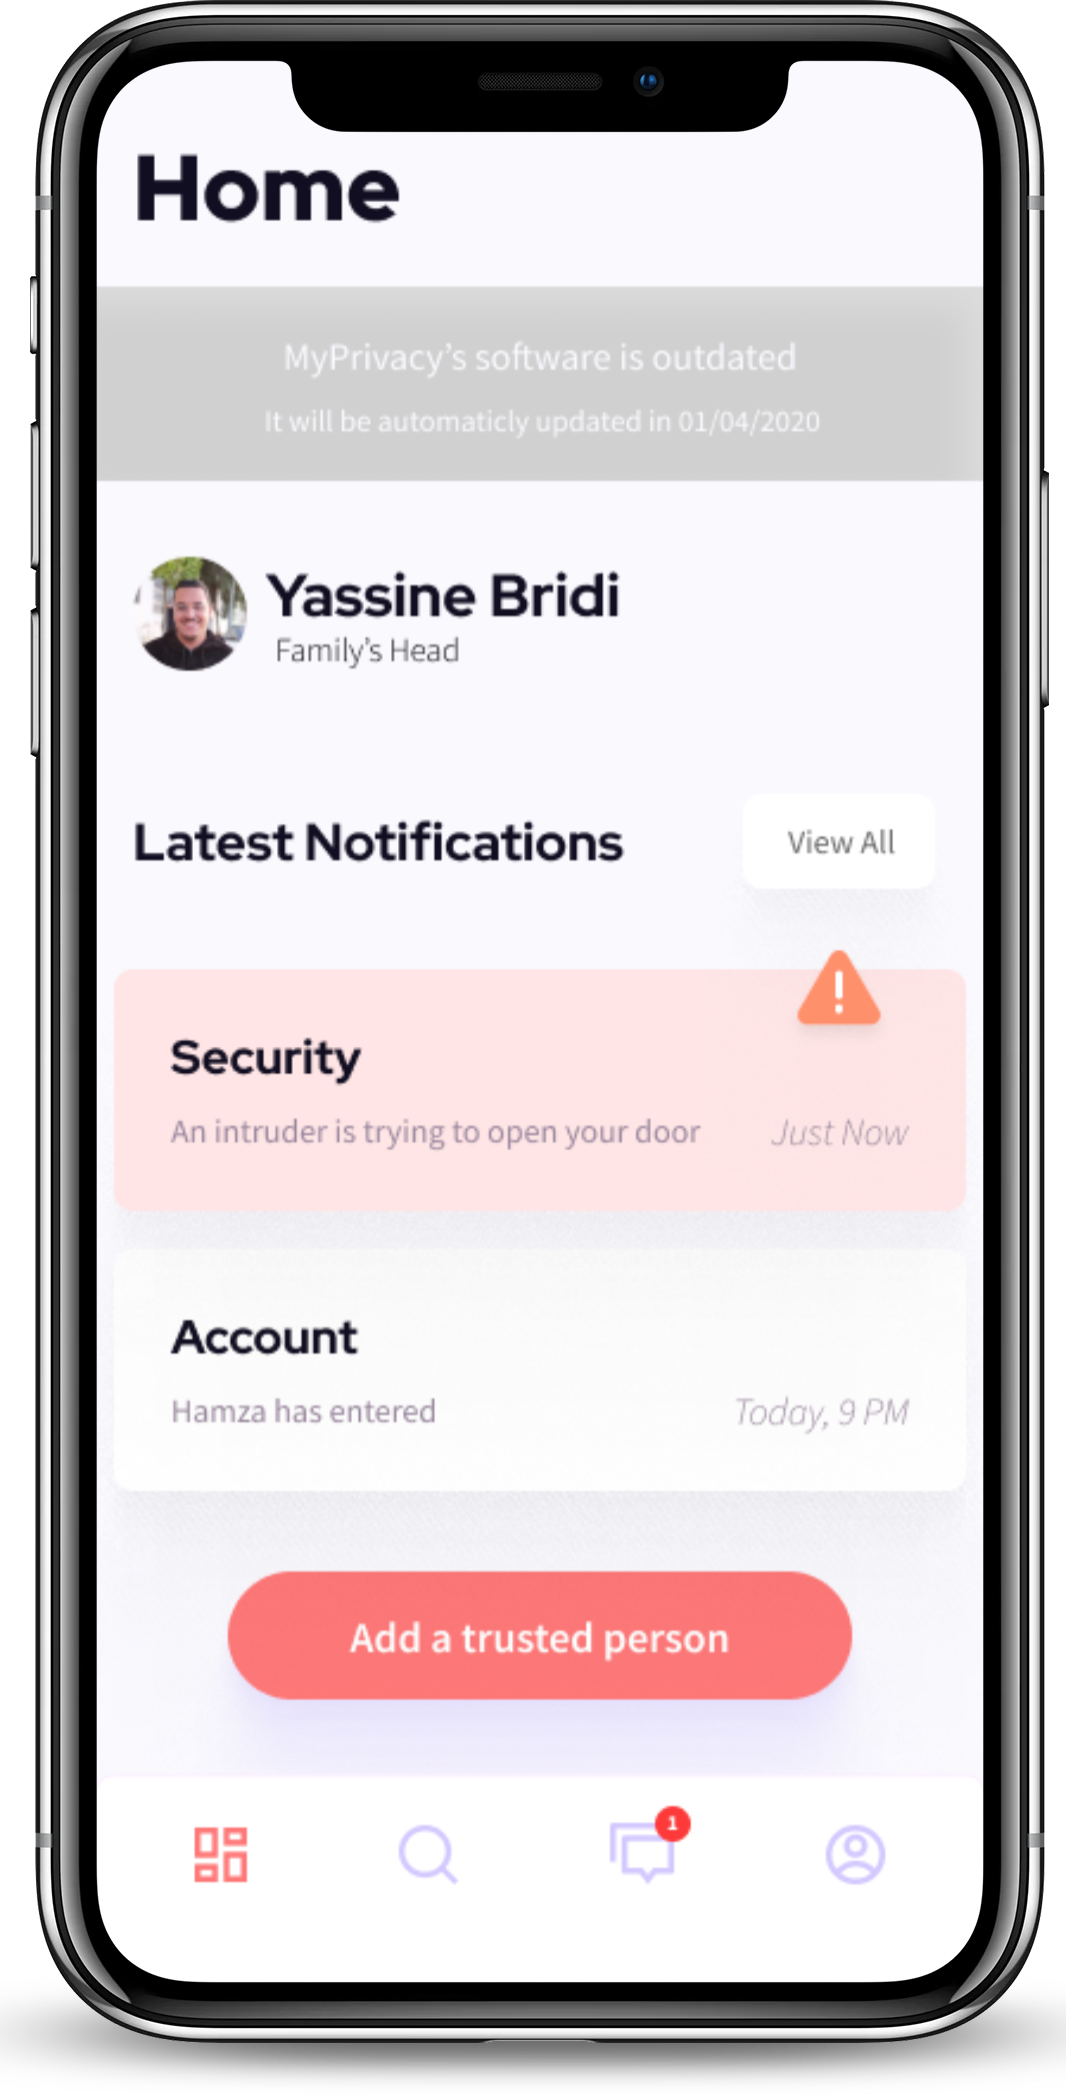 Home
MyPrivacy’s software is outdated
It will be automaticly updated in 01/04/2020
Yassine Bridi
Family’s Head
Latest Notifications
View All
Security
An intruder is trying to open your door
Just Now
Account
Hamza has entered
Today, 9 PM
Add a trusted person
1